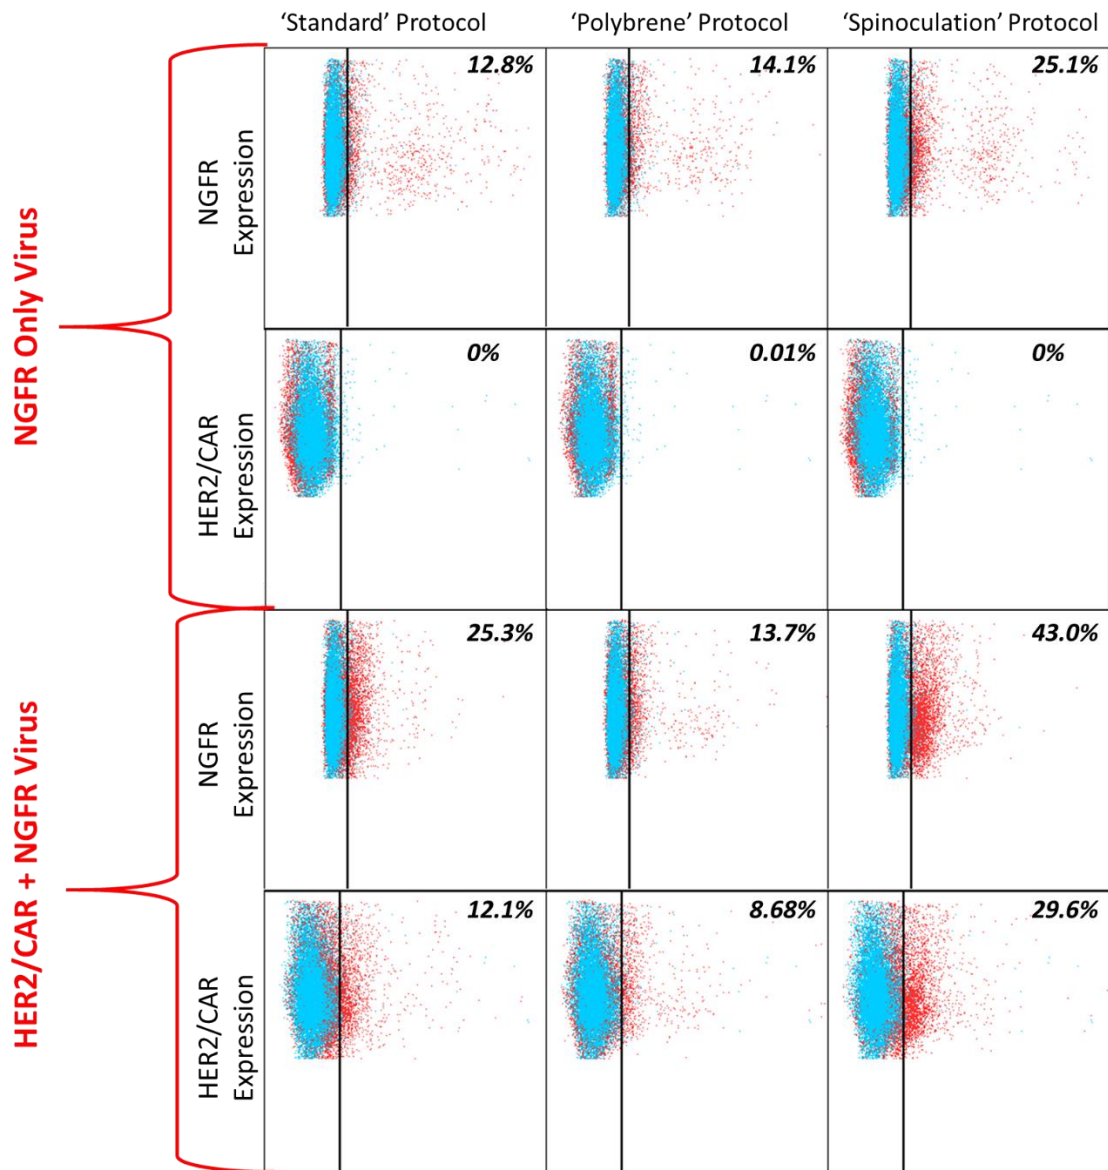 ‘Standard’ Protocol
‘Polybrene’ Protocol
‘Spinoculation’ Protocol
NGFR Only Virus
NGFR
Expression
12.8%
14.1%
25.1%
HER2/CAR
Expression
0%
0.01%
0%
HER2/CAR + NGFR Virus
NGFR
Expression
25.3%
13.7%
43.0%
HER2/CAR
Expression
12.1%
8.68%
29.6%